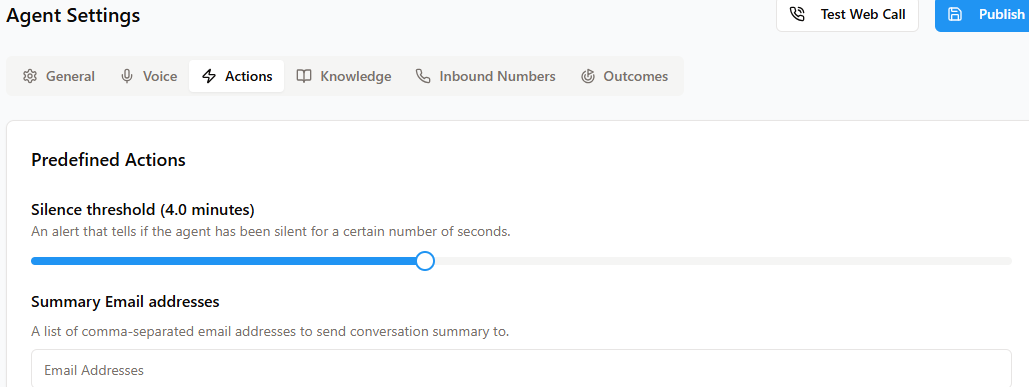 Agent Settings
Test Web Call
Publish
General
Voice
Actions
Knowledge
Inbound Numbers
Outcomes
Predefined Actions
Silence threshold (4.0 minutes)
An alert that tells if the agent has been silent for a certain number of seconds.
Summary Email addresses
A list of comma-separated email addresses to send conversation summary to.
Email Addresses